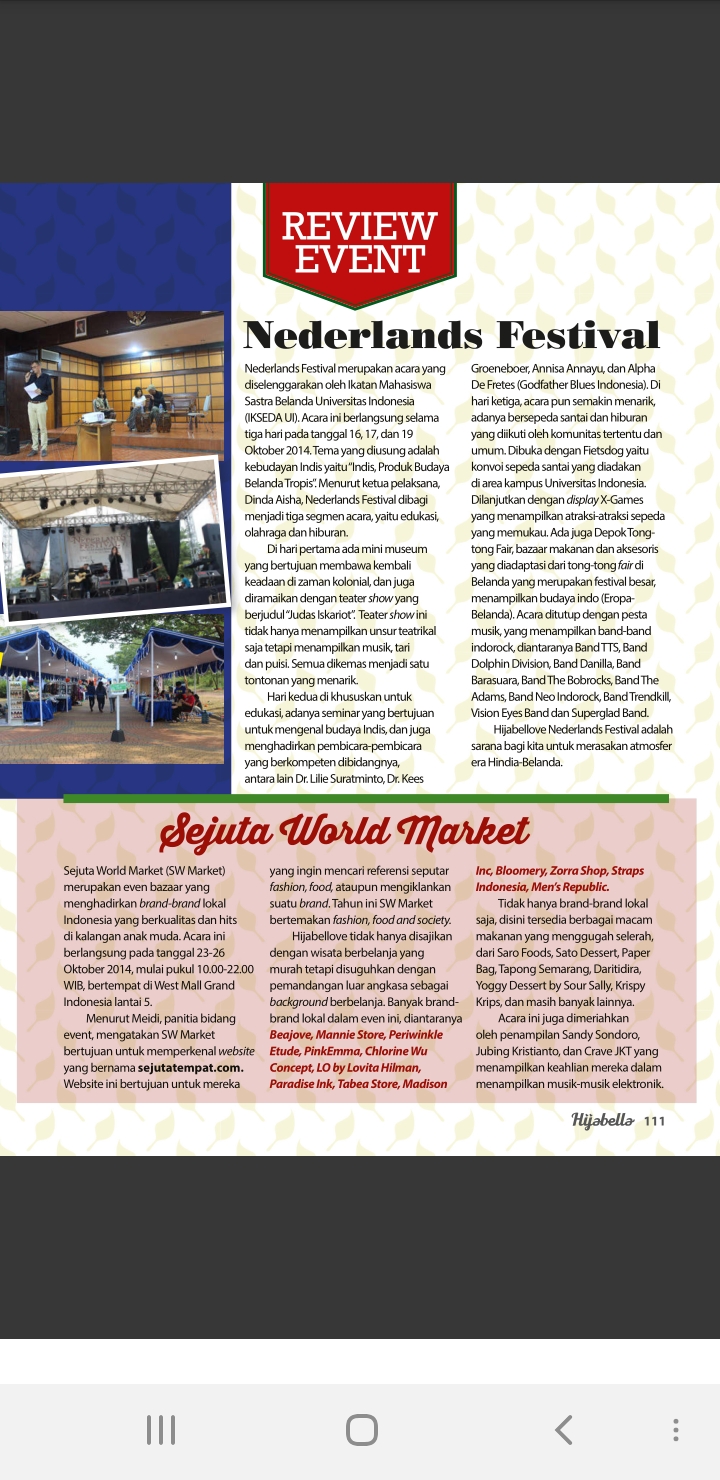 REVIEW
EVENT
Nederlands Festival
Nederlands Festival merupakan acara yang
diselenggarakan oleh Ikatan Mahasiswa
Sastra Belanda Universitas Indonesia
(IKSEDA UI). Acara ini berlangsung selama
tiga hari pada tanggal 16, 17, dan 19
Oktober 2014. Tema yang diusung adalah
kebudayaan Indis yaitu “Indis, Produk Budaya
Belanda Tropis”. Menurut ketua pelaksana,
Dinda Aisha, Nederlands Festival dibagi
menjadi tiga segmen acara, yaitu edukasi,
olahraga dan hiburan.
Di hari pertama ada mini museum
yang bertujuan membawa kembali
keadaan di zaman kolonial, dan juga
diramaikan dengan teater show yang
berjudul “Judas Iskariot”. Teater show ini
tidak hanya menampilkan unsur teatrikal
saja tetapi menampilkan musik, tari
dan puisi. Semua dikemas menjadi satu
tontonan yang menarik.
Hari kedua di khususkan untuk
edukasi, adanya seminar yang bertujuan
untuk mengenal budaya Indis, dan juga
menghadirkan pembicara-pembicara
yang berkompeten dibidangnya,
antara lain Dr. Lilie Suratminto, Dr. Kees
Groeneboer, Annisa Annayu, dan Alpha
De Fretes (Godfather Blues Indonesia). Di
hari ketiga, acara pun semakin menarik,
adanya bersepeda santai dan hiburan
yang diikuti oleh komunitas tertentu dan
umum. Dibuka dengan Fietsdog yaitu
konvoi sepeda santai yang diadakan
di area kampus Universitas Indonesia.
Dilanjutkan dengan display X-Games
yang menampilkan atraksi-atraksi sepeda
yang memukau. Ada juga Depok Tong-
tong Fair, bazaar makanan dan aksesoris
yang diadaptasi dari tong-tong fair di
Belanda yang merupakan festival besar,
menampilkan budaya indo (Eropa-
Belanda). Acara ditutup dengan pesta
musik, yang menampilkan band-band
indorock, diantaranya Band TTS, Band
Dolphin Division, Band Danilla, Band
Barasuara, Band The Bobrocks, Band The
Adams, Band Neo Indorock, Band Trendkill,
Vision Eyes Band dan Superglad Band.
Hijabellove Nederlands Festival adalah
sarana bagi kita untuk merasakan atmosfer
era Hindia-Belanda.
Sejuta World Market
Sejuta World Market (SW Market)
merupakan even bazaar yang
menghadirkan brand-brand lokal
Indonesia yang berkualitas dan hits
di kalangan anak muda. Acara ini
berlangsung pada tanggal 23-26
Oktober 2014, mulai pukul 10.00-22.00
WIB, bertempat di West Mall Grand
Indonesia lantai 5.
Menurut Meidi, panitia bidang
event, mengatakan SW Market
bertujuan untuk memperkenal website
yang bernama sejutatempat.com.
Website ini bertujuan untuk mereka
yang ingin mencari referensi seputar
fashion, food, ataupun mengiklankan
suatu brand. Tahun ini SW Market
bertemakan fashion, food and society.
Hijabellove tidak hanya disajikan
dengan wisata berbelanja yang
murah tetapi disuguhkan dengan
pemandangan luar angkasa sebagai
background berbelanja. Banyak brand-
brand lokal dalam even ini, diantaranya
Beajove, Mannie Store, Periwinkle
Etude, PinkEmma, Chlorine Wu
Concept, LO by Lovita Hilman,
Paradise Ink, Tabea Store, Madison
Inc, Bloomery, Zorra Shop, Straps
Indonesia, Men's Republic.
Tidak hanya brand-brand lokal
saja, disini tersedia berbagai macam
makanan yang menggugah selerah,
dari Saro Foods, Sato Dessert, Paper
Bag, Tapong Semarang, Daritidira,
Yoggy Dessert by Sour Sally, Krispy
Krips, dan masih banyak lainnya.
Acara ini juga dimeriahkan
oleh penampilan Sandy Sondoro,
Jubing Kristianto, dan Crave JKT yang
menampilkan keahlian mereka dalam
menampilkan musik-musik elektronik.
Hijabella 111